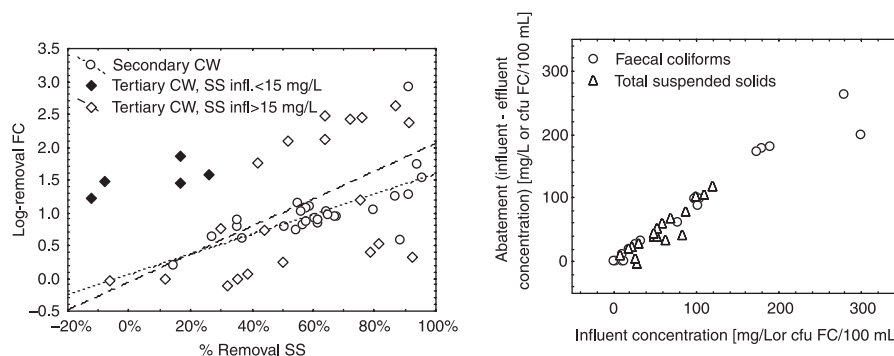 3.5
3.0
2.5
2.0
1.5
1.0
0.5
0.0
–0.5
Log-removal FC
Secondary CW
Tertiary CW, SS infl.<15 mg/L
Tertiary CW, SS infl>15 mg/L
–20% 0% 20% 40% 60% 80% 100%
% Removal SS
Abatement (influent - effluent
concentration) [mg/L or cfu FC/100 mL]
300
200
100
0
Faecal coliforms
Total suspended solids
0 100 200 300
Influent concentration [mg/Lor cfu FC/100 mL